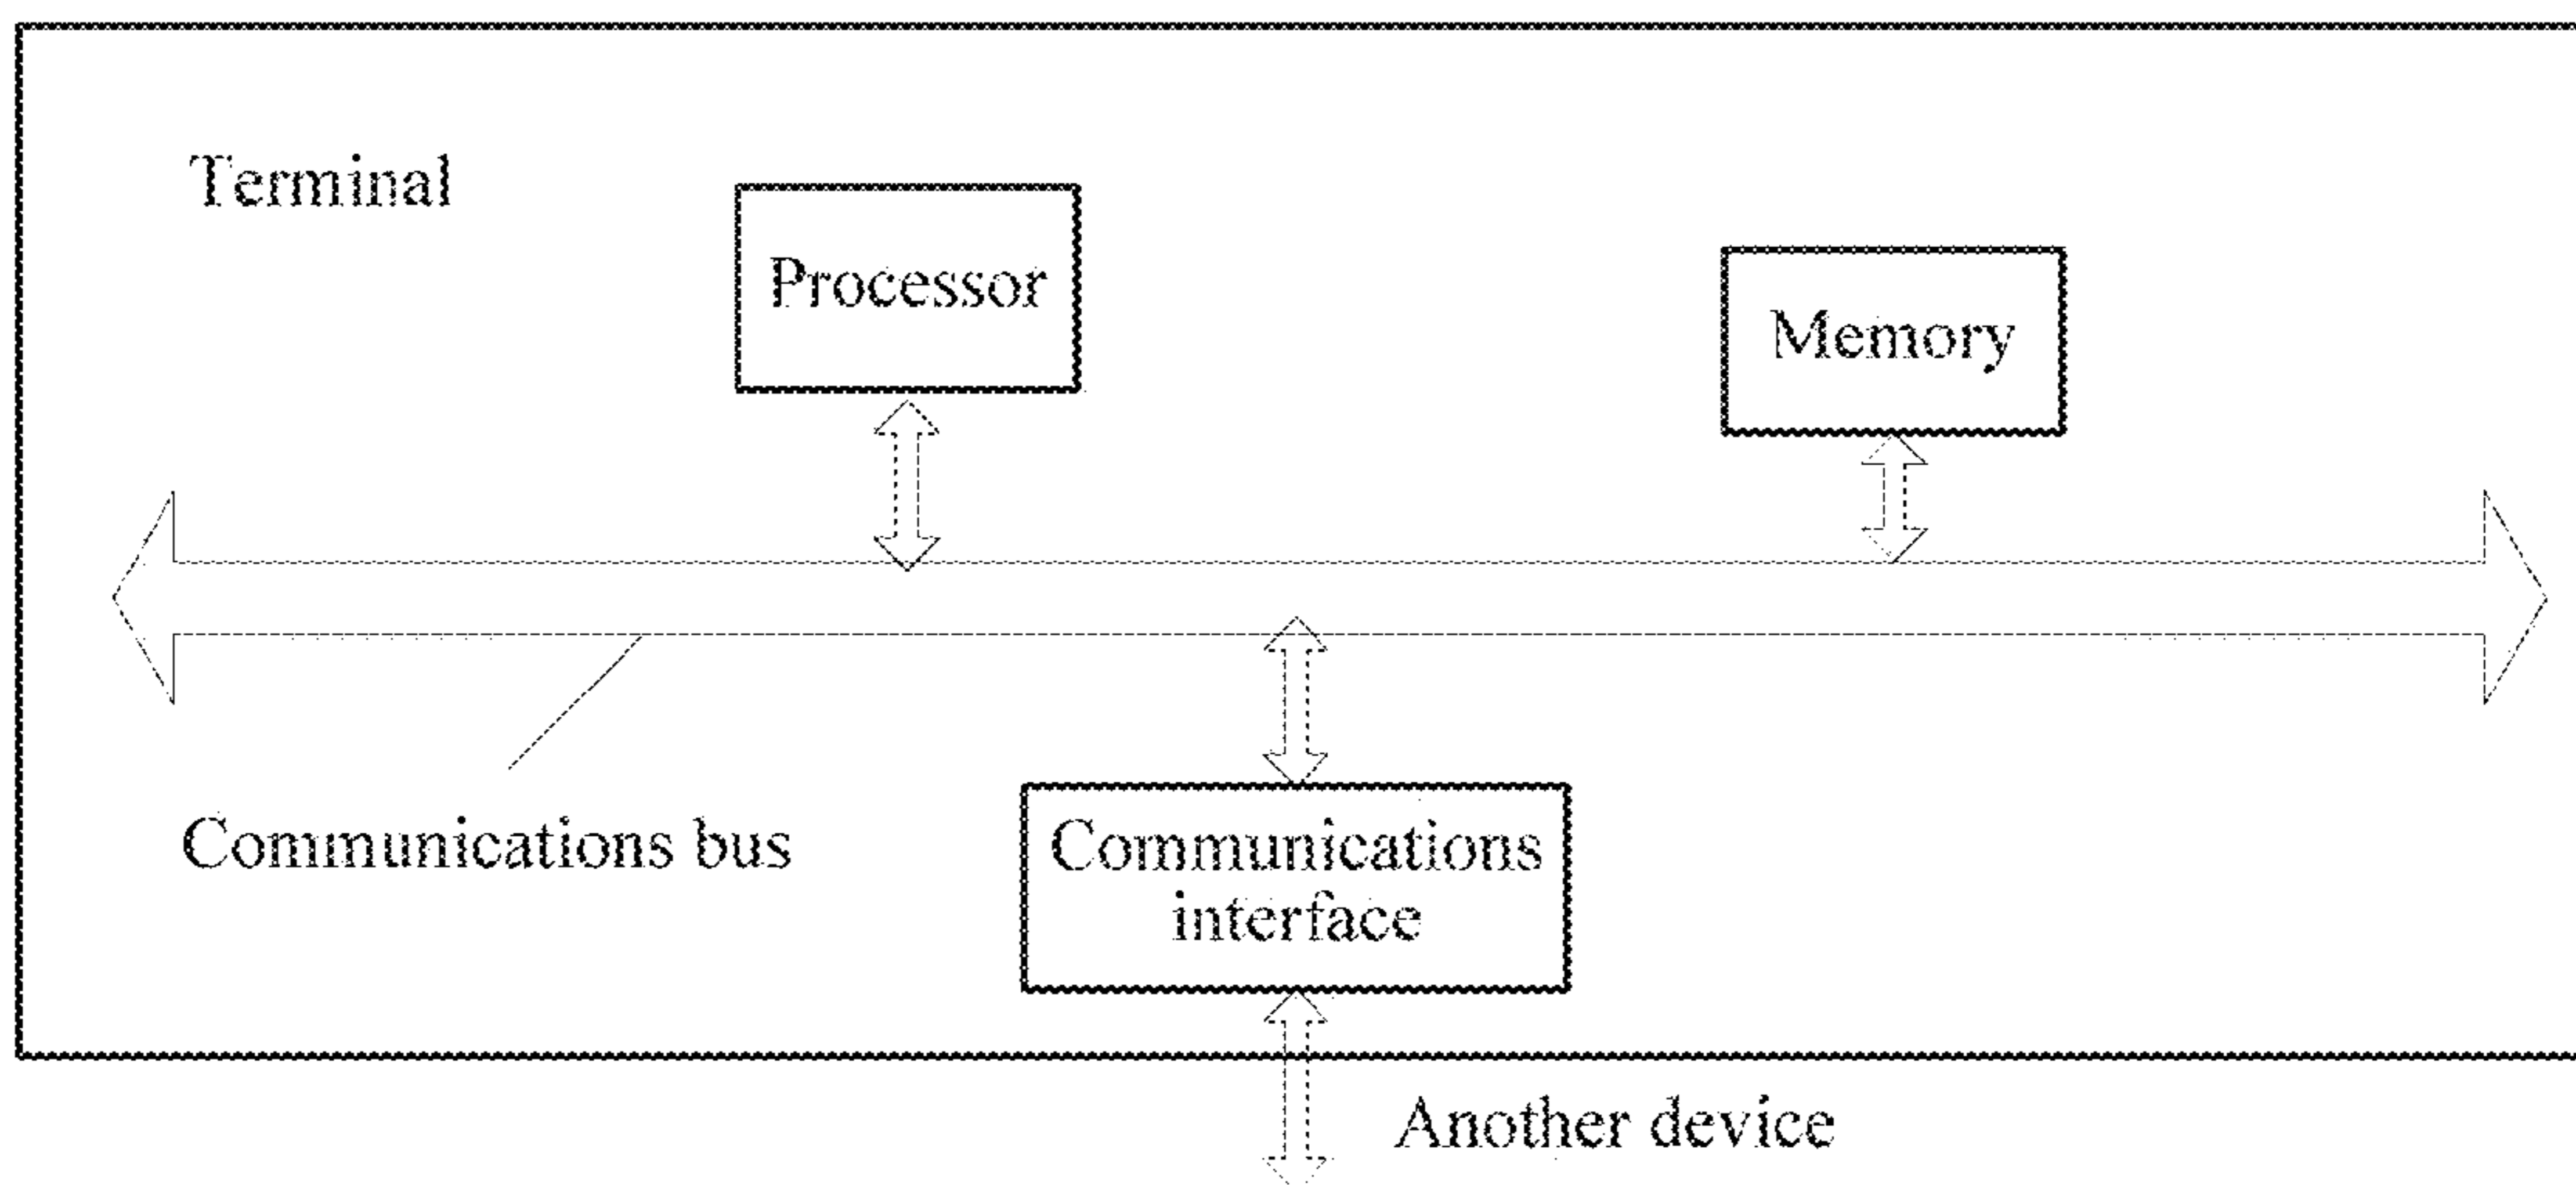 Terminal
Processor
Memory
Communications bus
Communications
interface
Another device